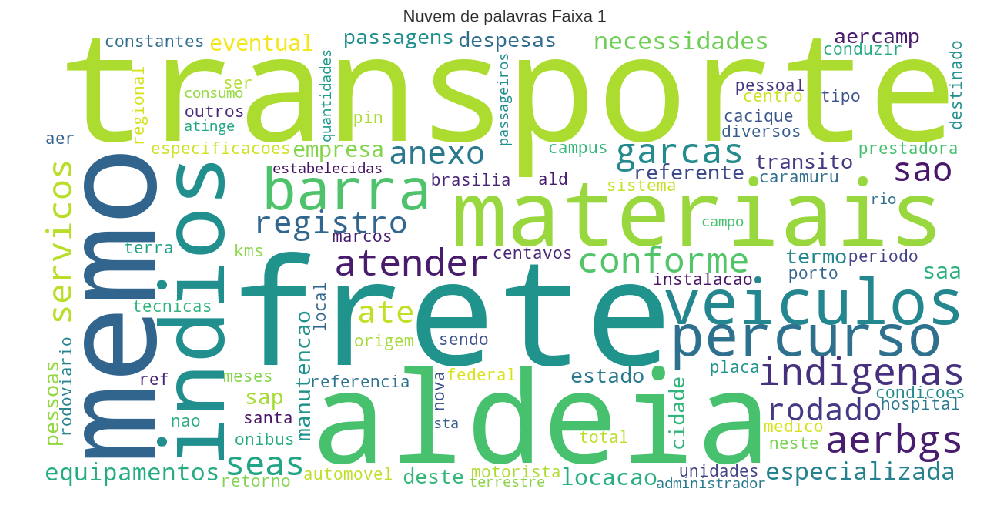 Nuvem de palavras Faixa 1
constantes
eventual
passagens
despesas
necessidades
aercamp
conduzir
transporte
regional
ser
consumo
outros
atinge
quantidades
pin
passageiros
pessoal
centro
tipo
cacique
diversos
destinado
aer
especificacoes
empresa
anexo
campus
garcas
transito
prestadora
estabelecidas
brasilia
ald
referente
caramuru
sao
servicos
memo
indios
barra
registro
marcos
materiais
sistema
campo
rio
terra
kms
atender
centavos
conforme
termo
periodo
porto
saa
instalacao
tecnicas
local
ate
frete
veiculos
origem
sendo
percurso
manutencao
pessoas
rodoviario
ref
meses
referencia
nova
federal
estado
placa
indigenas
condicoes
nao
sap
santa
aldeia
sta
cidade
rodado
hospital
medico
onibus
total
neste
aerbgs
equipamentos
seas
retorno
automovel
deste
motorista
terrestre
locacao
unidades
administrador
especializada